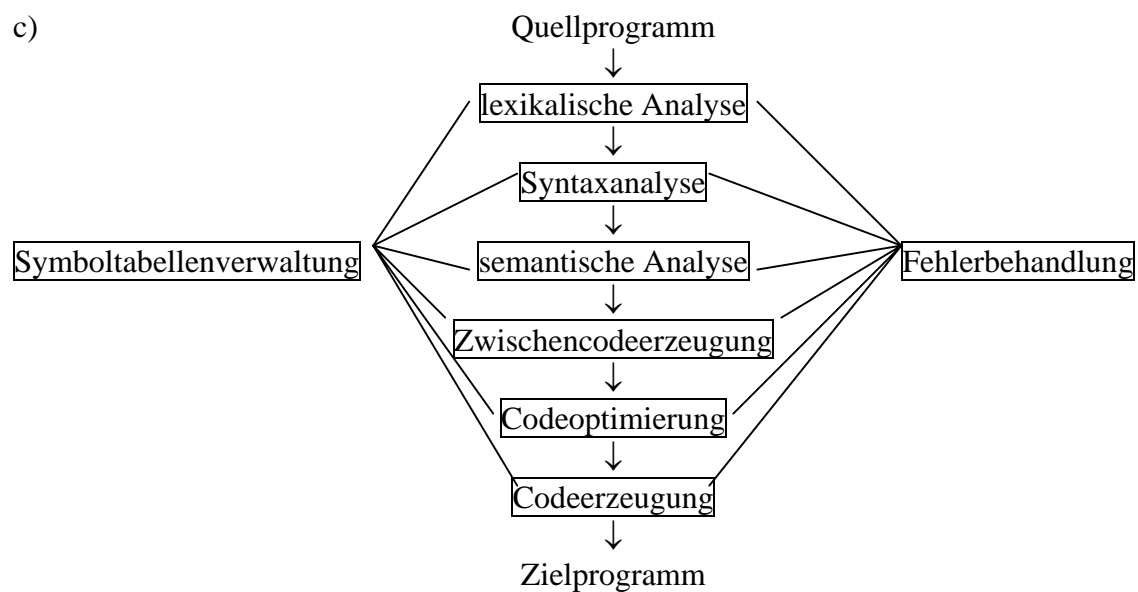 c)
Quellprogramm
↓
lexikalische Analyse
↓
Syntaxanalyse
↓
Symboltabellenverwaltung
semantische Analyse
Fehlerbehandlung
↓
Zwischencodeerzeugung
↓
Codeoptimierung
↓
Codeerzeugung
↓
Zielprogramm